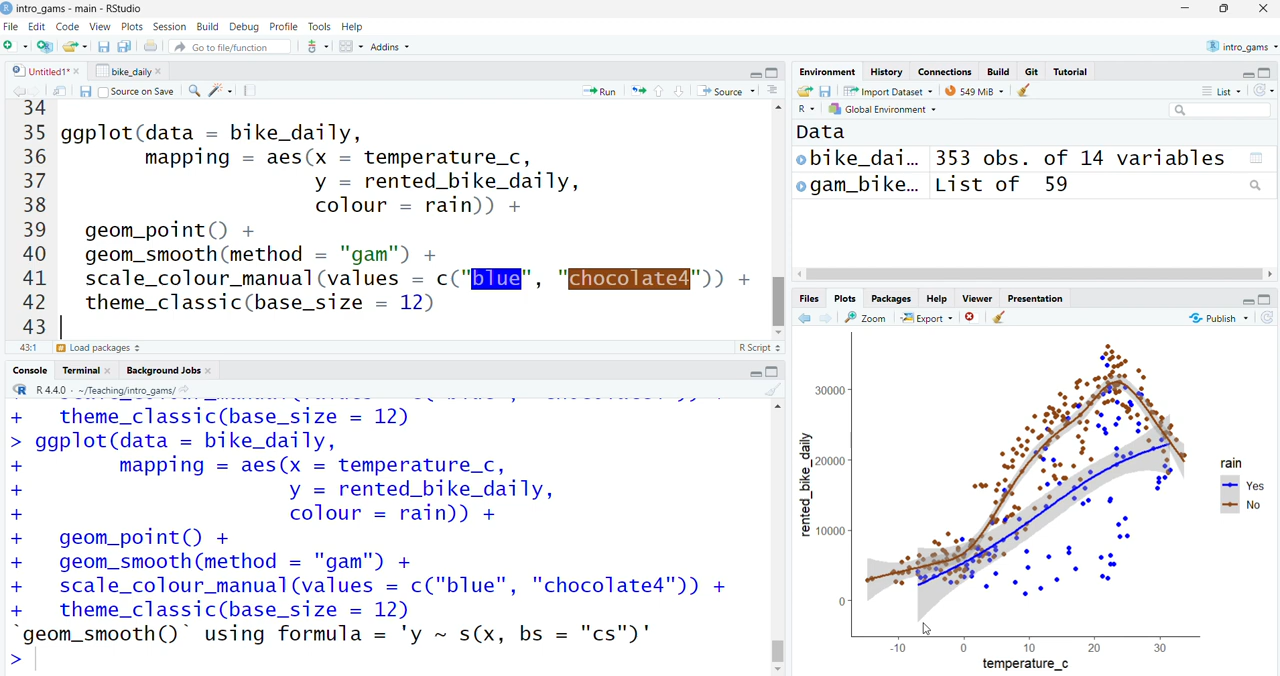 intro_gams - main - RStudio
File Edit Code View Plots Session Build Debug Profile Tools Help
Go to file/function Addins intro_gams
Untitled1* bike_daily
Source on Save Run Source
34
35 ggplot(data = bike_daily,
36 mapping = aes(x = temperature_c,
37 y = rented_bike_daily,
38 colour = rain)) +
39 geom_point() +
40 geom_smooth(method = "gam") +
41 scale_colour_manual(values = c("blue", "chocolate4")) +
42 theme_classic(base_size = 12)
43
43:1 Load packages R Script
Console Terminal Background Jobs
R 4.4.0 · ~/Teaching/intro_gams/
+ theme_classic(base_size = 12)
> ggplot(data = bike_daily,
+ mapping = aes(x = temperature_c,
+ y = rented_bike_daily,
+ colour = rain)) +
+ geom_point() +
+ geom_smooth(method = "gam") +
+ scale_colour_manual(values = c("blue", "chocolate4")) +
+ theme_classic(base_size = 12)
`geom_smooth()` using formula = 'y ~ s(x, bs = "cs")'
>
Environment History Connections Build Git Tutorial
Import Dataset 549 MiB List
R Global Environment
Data
bike_dai… 353 obs. of 14 variables
gam_bike… List of 59
Files Plots Packages Help Viewer Presentation
Zoom Export Publish
30000
20000
10000
0
rented_bike_daily
-10 0 10 20 30
temperature_c
rain
Yes
No